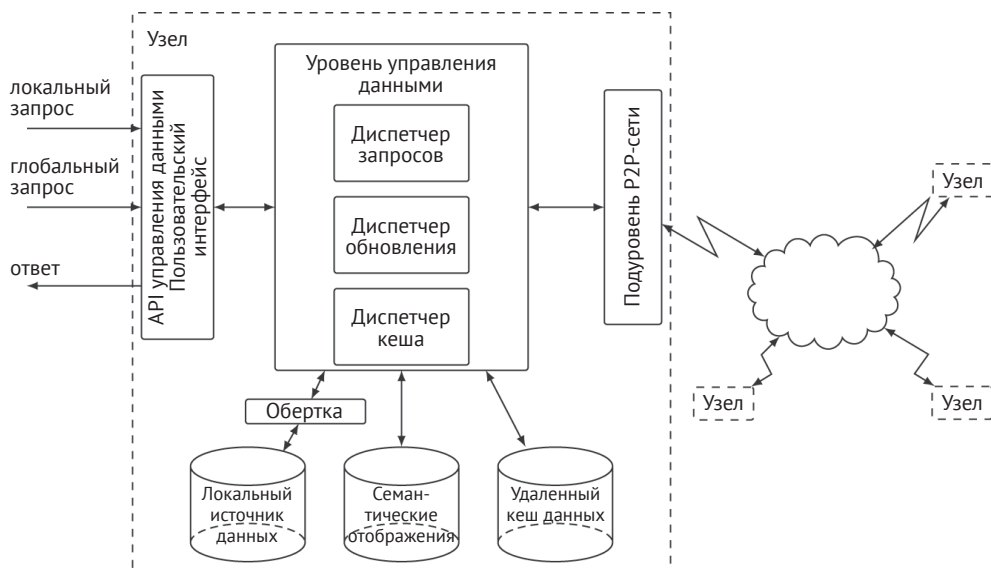 Узел
локальный
запрос
глобальный
запрос
ответ
API управления данными
Пользовательский
интерфейс
Уровень управления
данными
Диспетчер
запросов
Диспетчер
обновления
Диспетчер
кеша
Подуровень P2P-сети
Обертка
Локальный
источник
данных
Семан-
тические
отображения
Удаленный
кеш данных
Узел
Узел
Узел